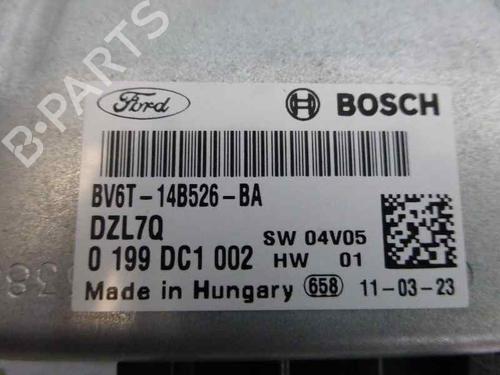 B-PARTS
Ford BOSCH
BV6T-14B526-BA
DZL7Q
SW 04V05
0 199 DC1 002 HW 01
Made in Hungary 658 11-03-23